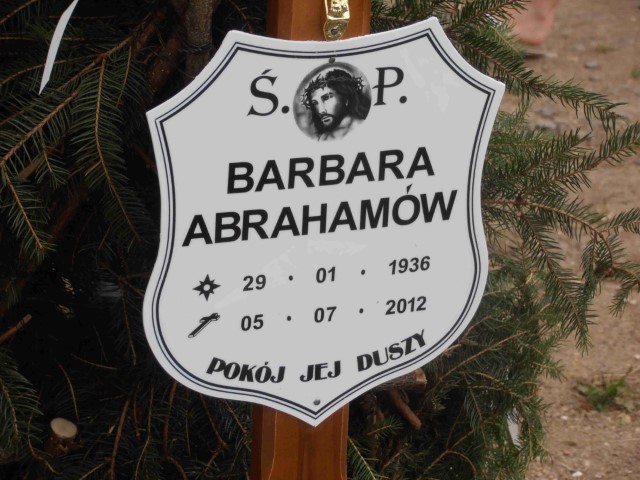 Ś. P.
BARBARA
ABRAHAMÓW
29 · 01 · 1936
05 · 07 · 2012
POKÓJ JEJ DUSZY